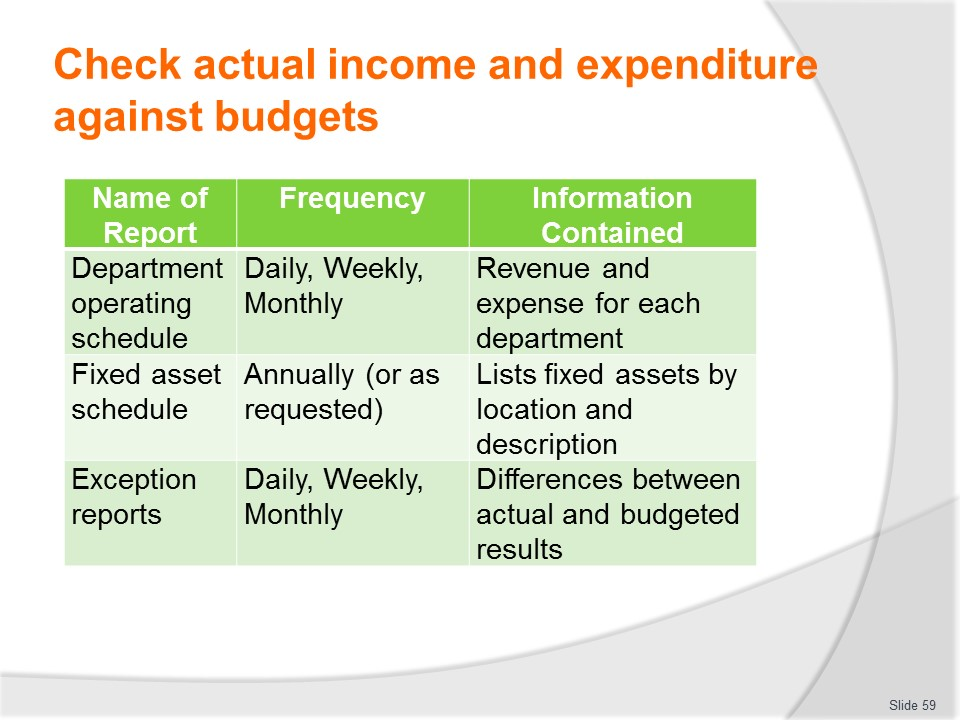 Check actual income and expenditure
against budgets
Name of
Report
Frequency
Information
Contained
Department
operating
schedule
Daily, Weekly,
Monthly
Revenue and
expense for each
department
Fixed asset
schedule
Annually (or as
requested)
Lists fixed assets by
location and
description
Exception
reports
Daily, Weekly,
Monthly
Differences between
actual and budgeted
results
Slide 59